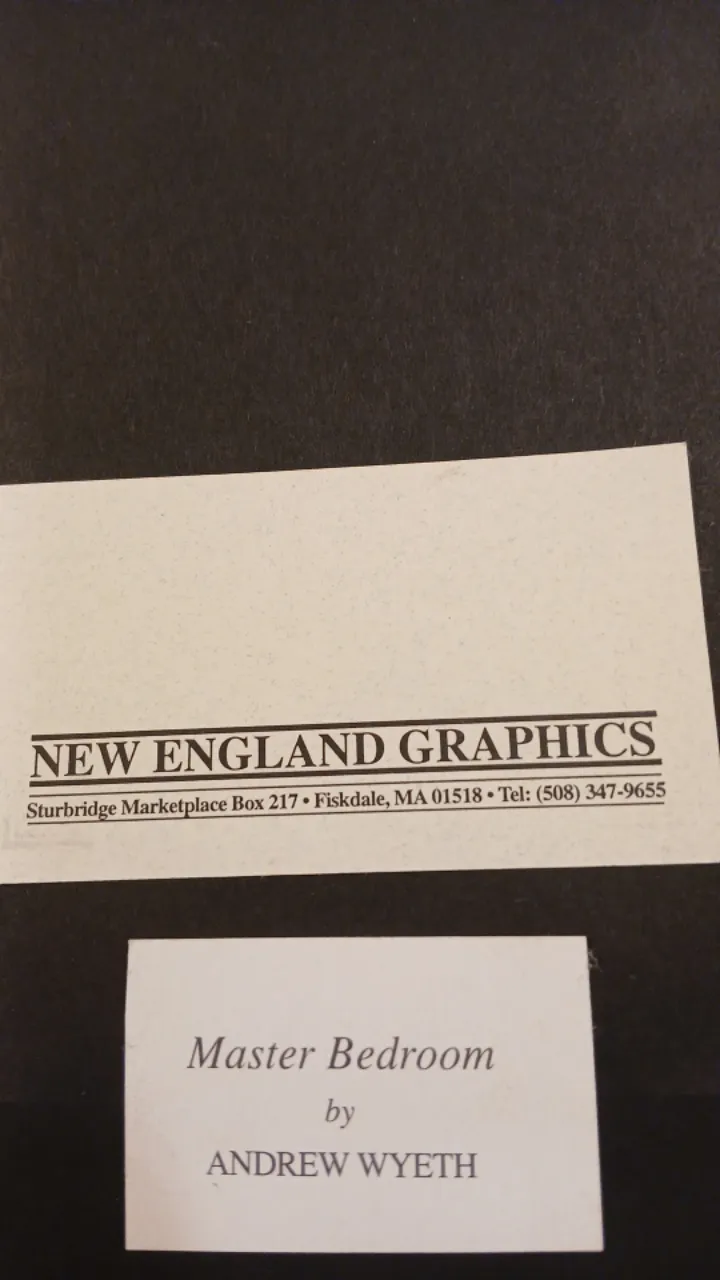 NEW ENGLAND GRAPHICS
Sturbridge Marketplace Box 217 • Fiskdale, MA 01518 • Tel: (508) 347-9655
Master Bedroom
by
ANDREW WYETH